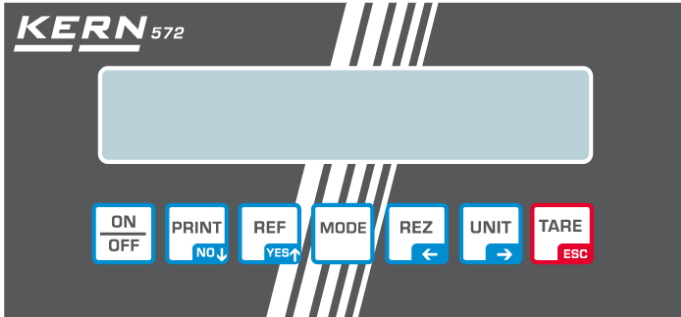 KERN 572
ON
OFF
PRINT
NO↓
REF
YES↑
MODE
REZ
←
UNIT
→
TARE
ESC